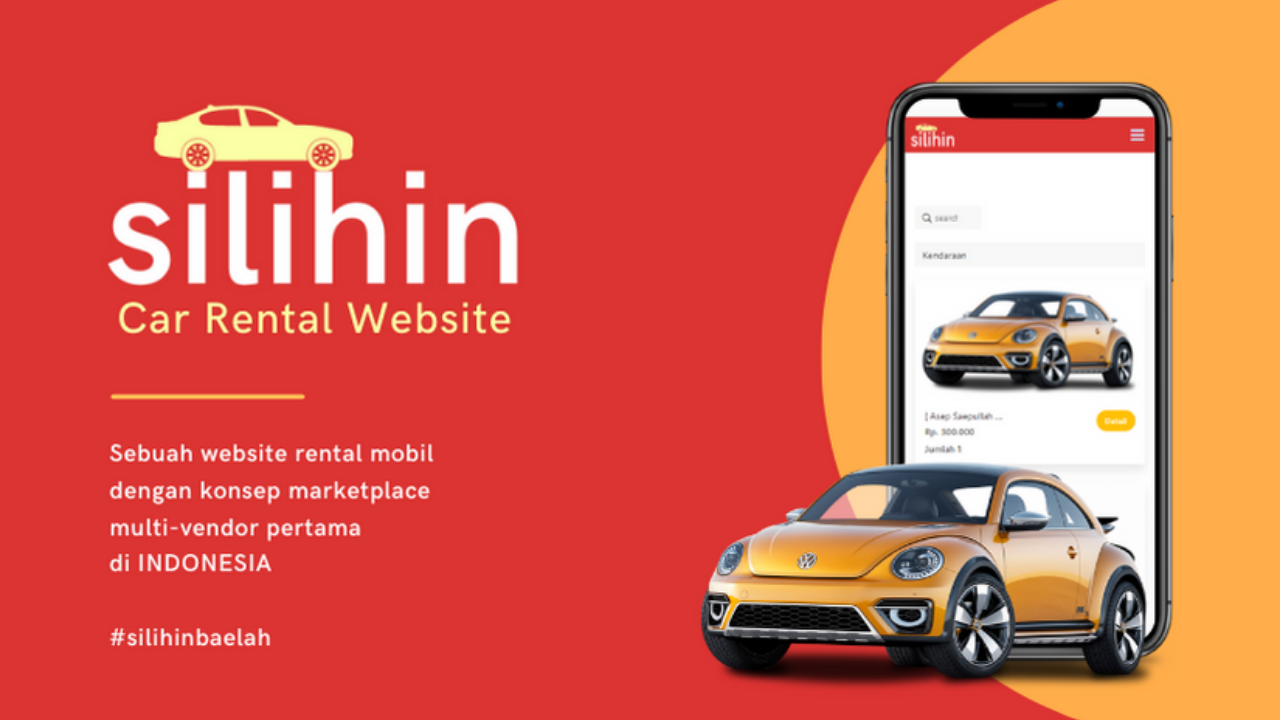 silihin
Car Rental Website
Sebuah website rental mobil
dengan konsep marketplace
multi-vendor pertama
di INDONESIA
#silihinbaelah
silihin
search
Kendaraan
[ Asep Saepullah ...
Rp. 300.000
Detail
Jumlah 1